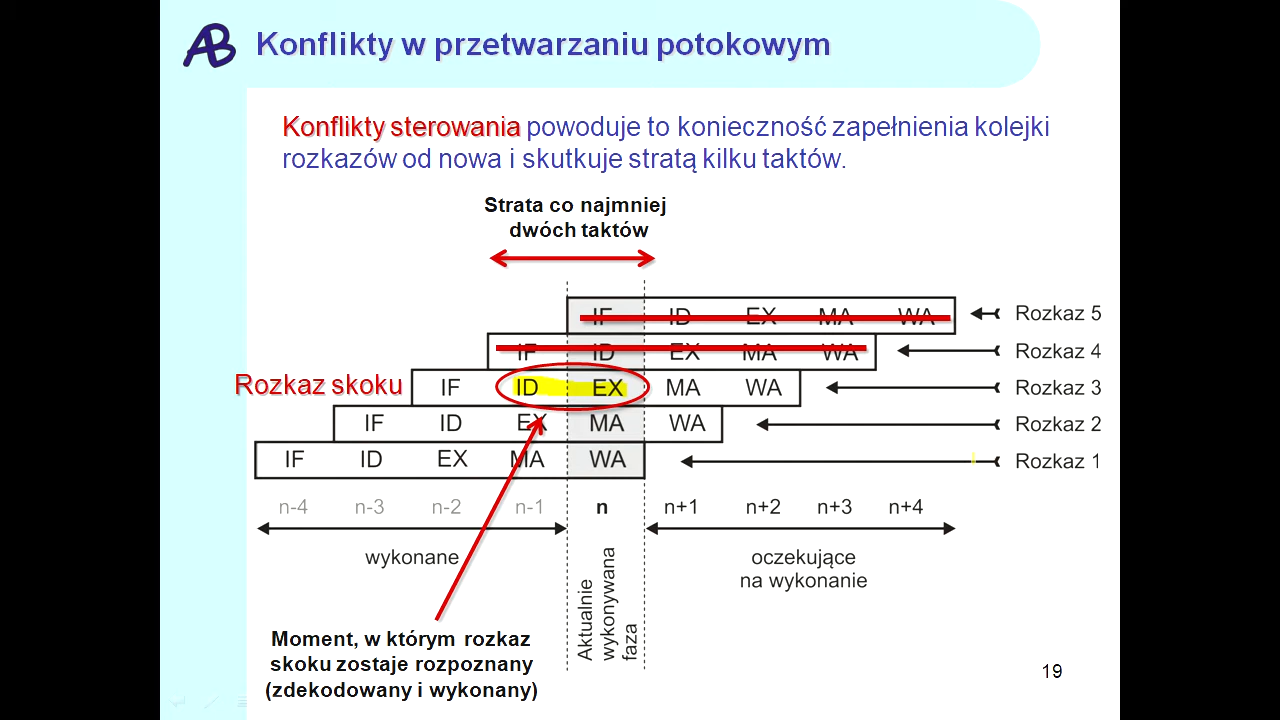 AB
Konflikty w przetwarzaniu potokowym
Konflikty sterowania powoduje to konieczność zapełnienia kolejki
rozkazów od nowa i skutkuje stratą kilku taktów.
Strata co najmniej
dwóch taktów
IF ID EX MA WA Rozkaz 5
IF ID EX MA WA Rozkaz 4
Rozkaz skoku IF ID EX MA WA Rozkaz 3
IF ID EX MA WA Rozkaz 2
IF ID EX MA WA Rozkaz 1
n-4 n-3 n-2 n-1 n n+1 n+2 n+3 n+4
wykonane
oczekujące
na wykonanie
Aktualnie
wykonywana
faza
Moment, w którym rozkaz
skoku zostaje rozpoznany
(zdekodowany i wykonany)
19